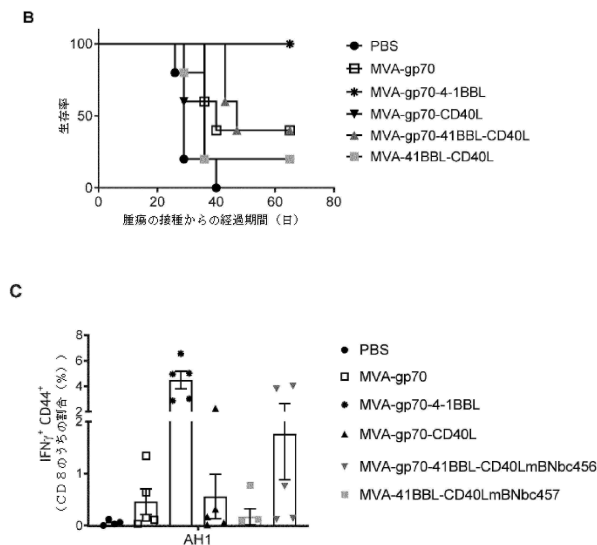 B
100
50
0
生存率
0
20
40
60
80
腫瘍の接種からの経過期間（日）
PBS
MVA-gp70
MVA-gp70-4-1BBL
MVA-gp70-CD40L
MVA-gp70-41BBL-CD40L
MVA-41BBL-CD40L
C
IFNγ⁺ CD44⁺
（ＣＤ８のうちの割合（％））
8
6
4
2
1
0
AH1
PBS
MVA-gp70
MVA-gp70-4-1BBL
MVA-gp70-CD40L
MVA-gp70-41BBL-CD40LmBNbc456
MVA-41BBL-CD40LmBNbc457